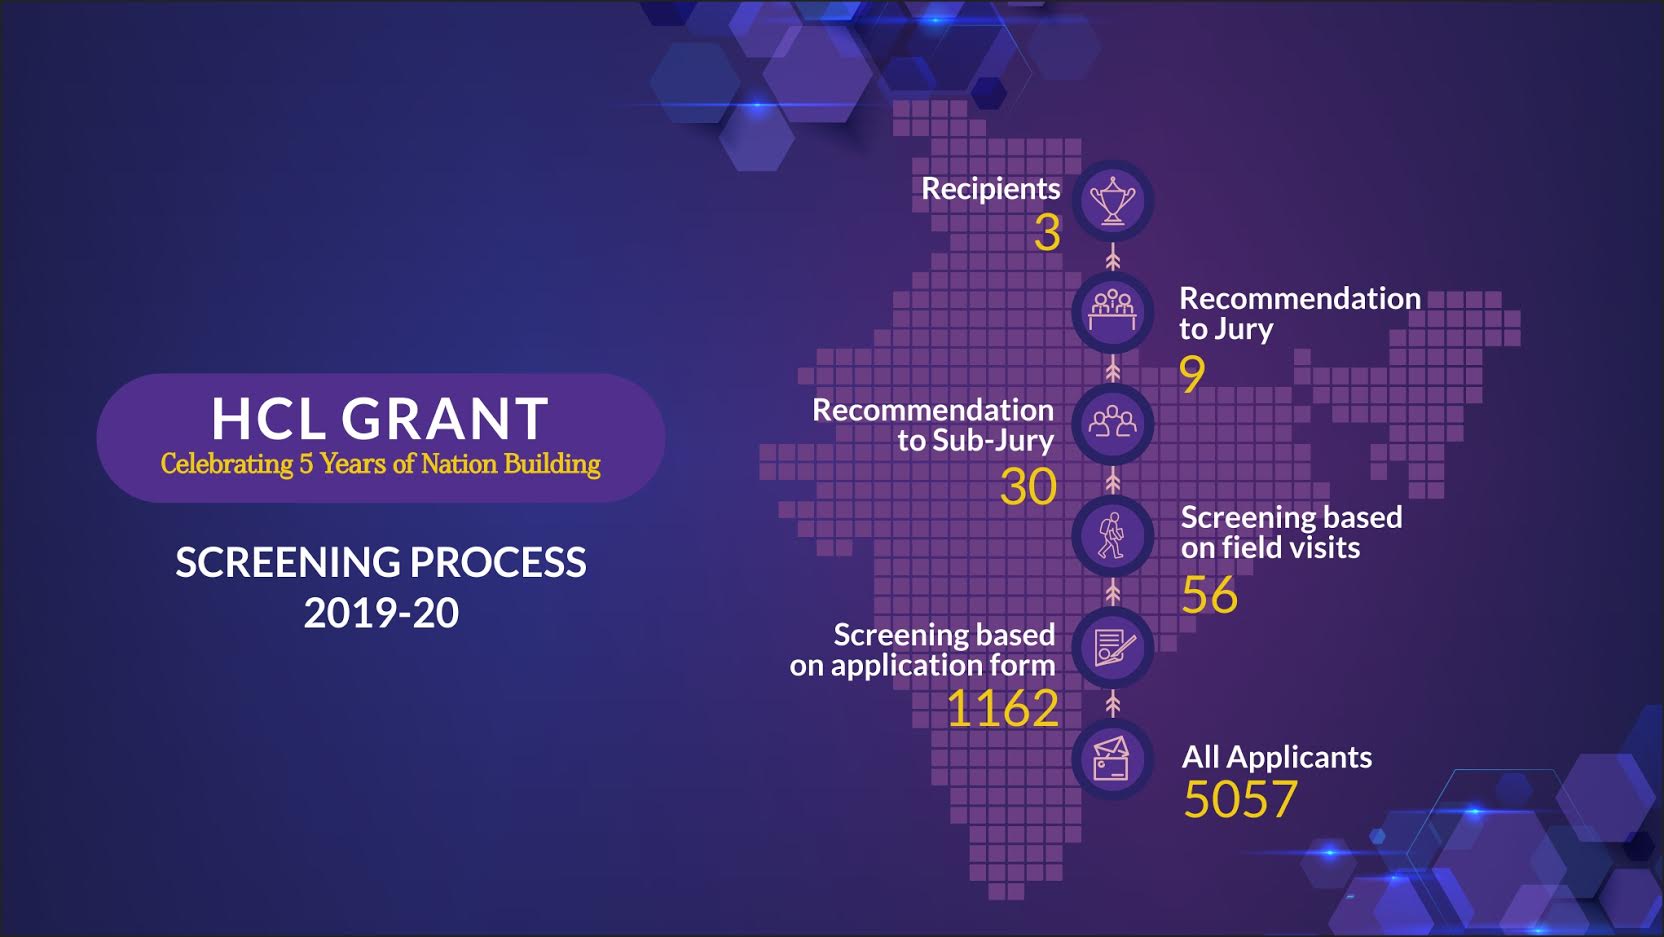 HCL GRANT
Celebrating 5 Years of Nation Building
SCREENING PROCESS
2019-20
Recipients
3
Recommendation
to Jury
9
Recommendation
to Sub-Jury
30
Screening based
on field visits
56
Screening based
on application form
1162
All Applicants
5057